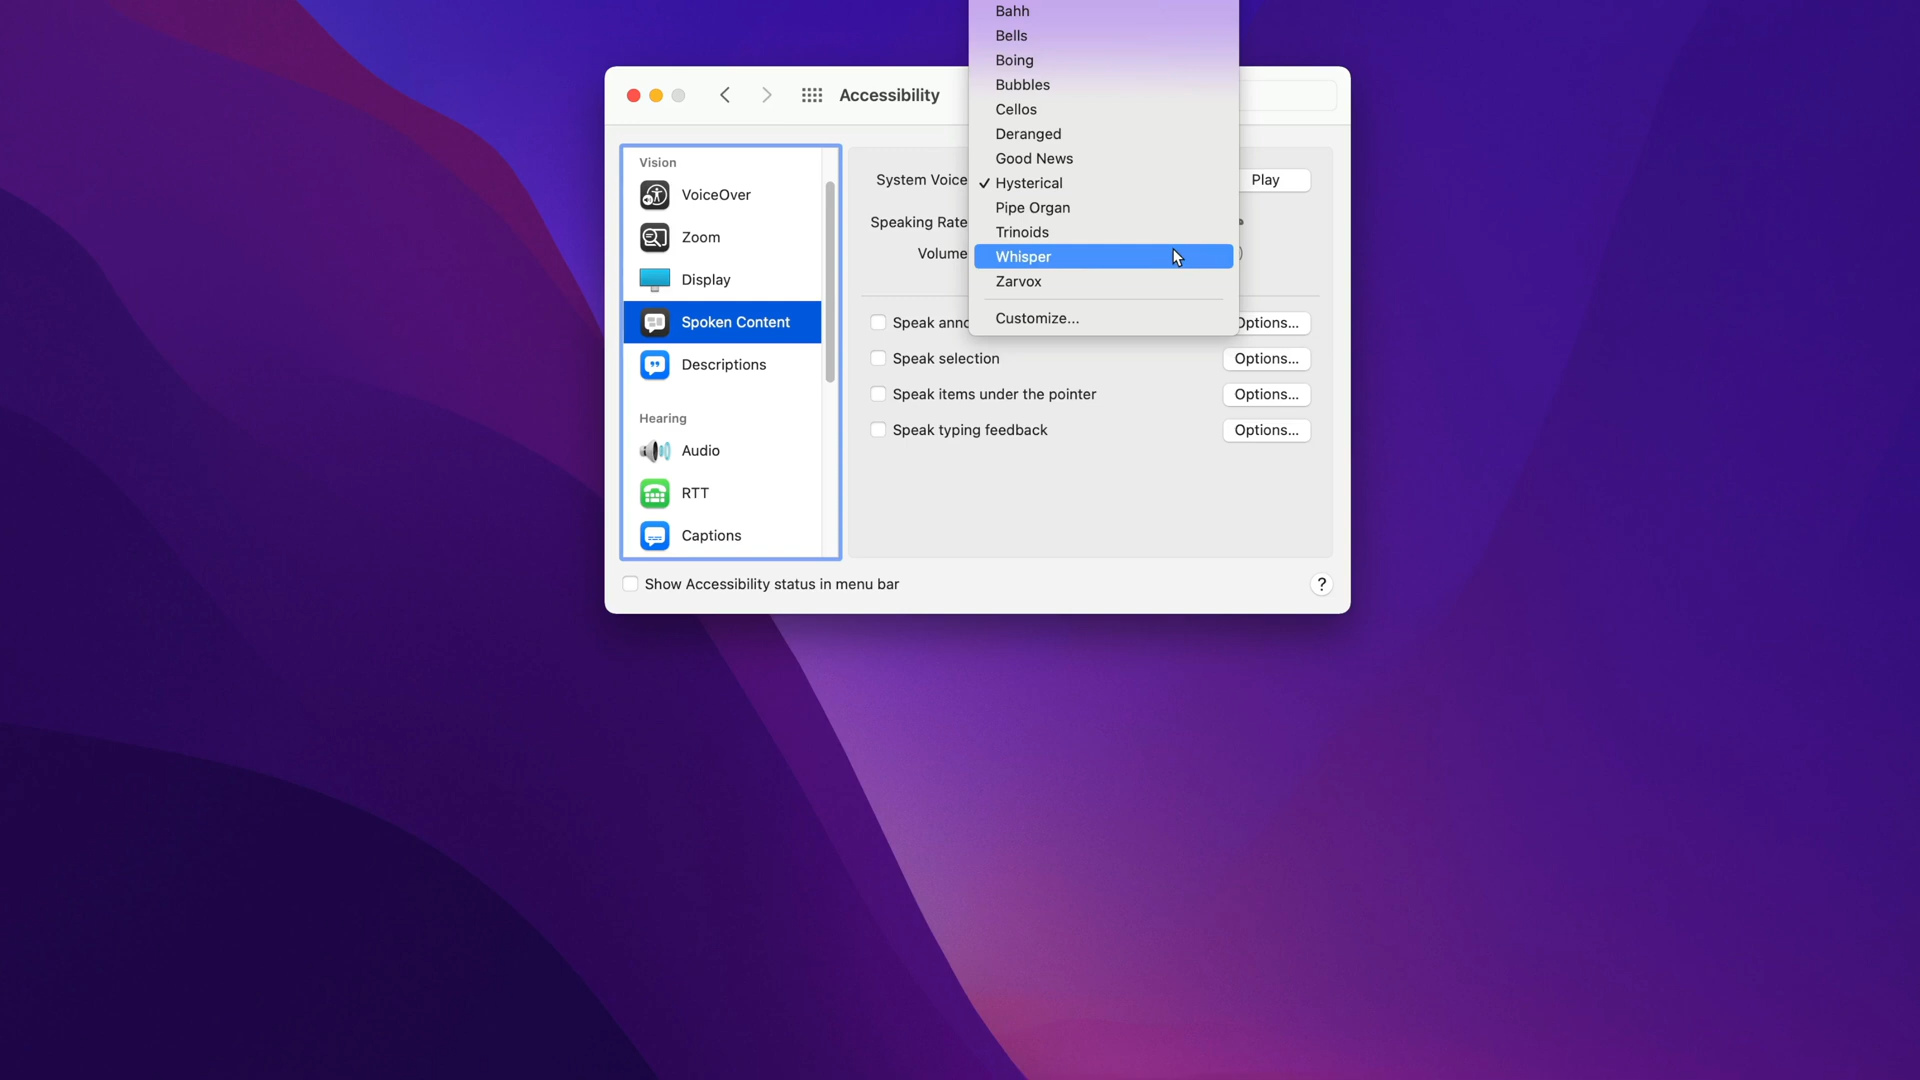 Bahh
Bells
Boing
Bubbles
Cellos
Deranged
Good News
✓ Hysterical
Pipe Organ
Trinoids
Whisper
Zarvox
Customize...
Accessibility
Vision
VoiceOver
Zoom
Display
Spoken Content
Descriptions
Hearing
Audio
RTT
Captions
System Voice
Play
Speaking Rate
Volume
Speak anno
Options...
Speak selection
Options...
Speak items under the pointer
Options...
Speak typing feedback
Options...
Show Accessibility status in menu bar
?